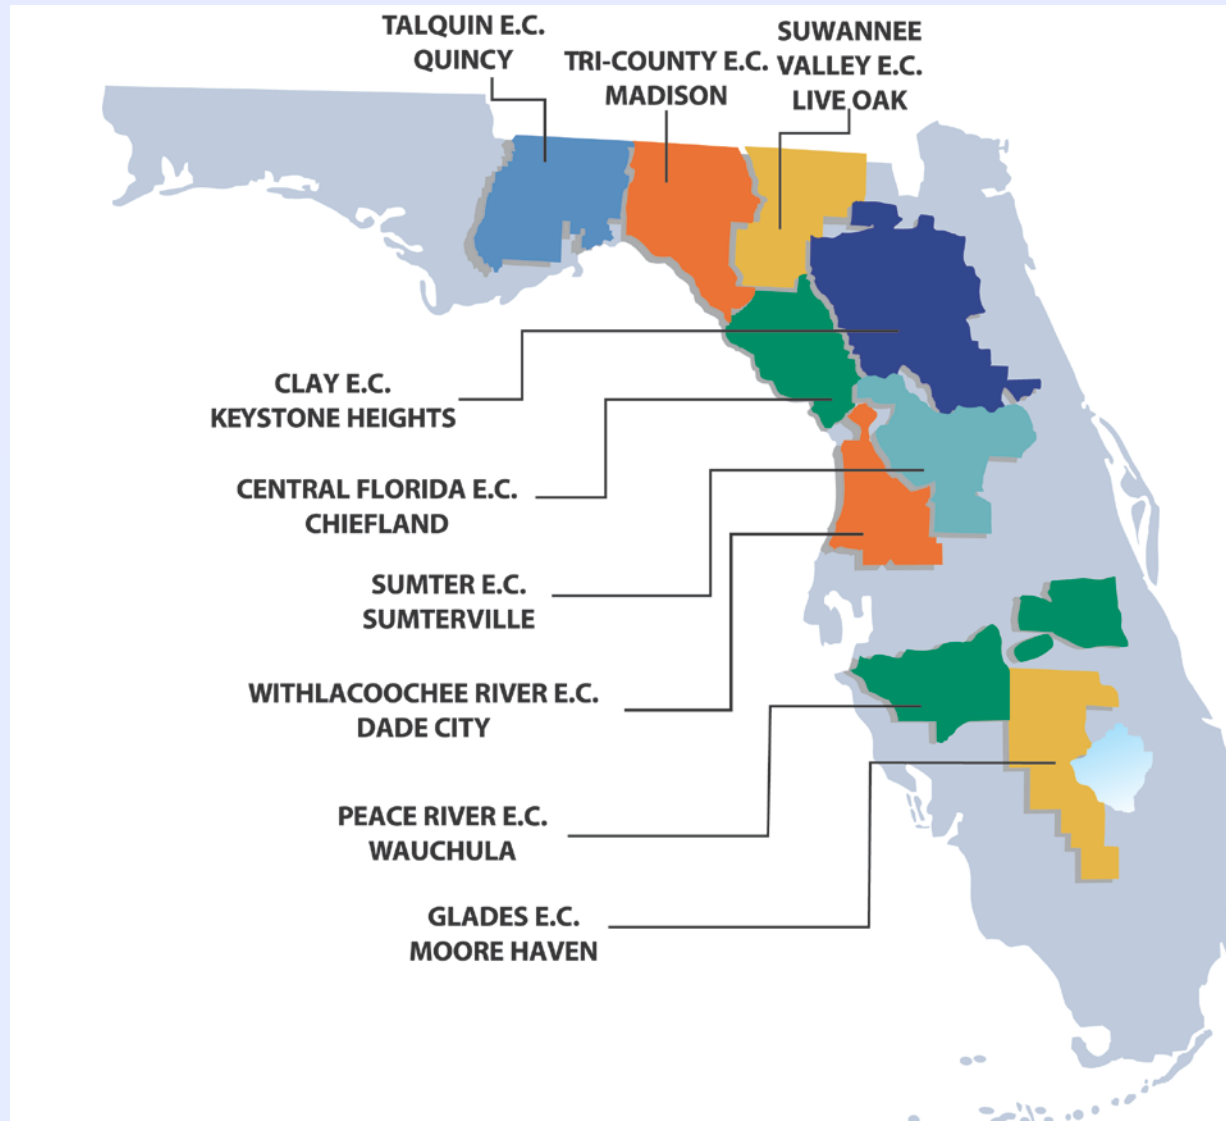 TALQUIN E.C.
QUINCY
TRI-COUNTY E.C.
MADISON
SUWANNEE
VALLEY E.C.
LIVE OAK
CLAY E.C.
KEYSTONE HEIGHTS
CENTRAL FLORIDA E.C.
CHIEFLAND
SUMTER E.C.
SUMTERVILLE
WITHLACOOCHEE RIVER E.C.
DADE CITY
PEACE RIVER E.C.
WAUCHULA
GLADES E.C.
MOORE HAVEN